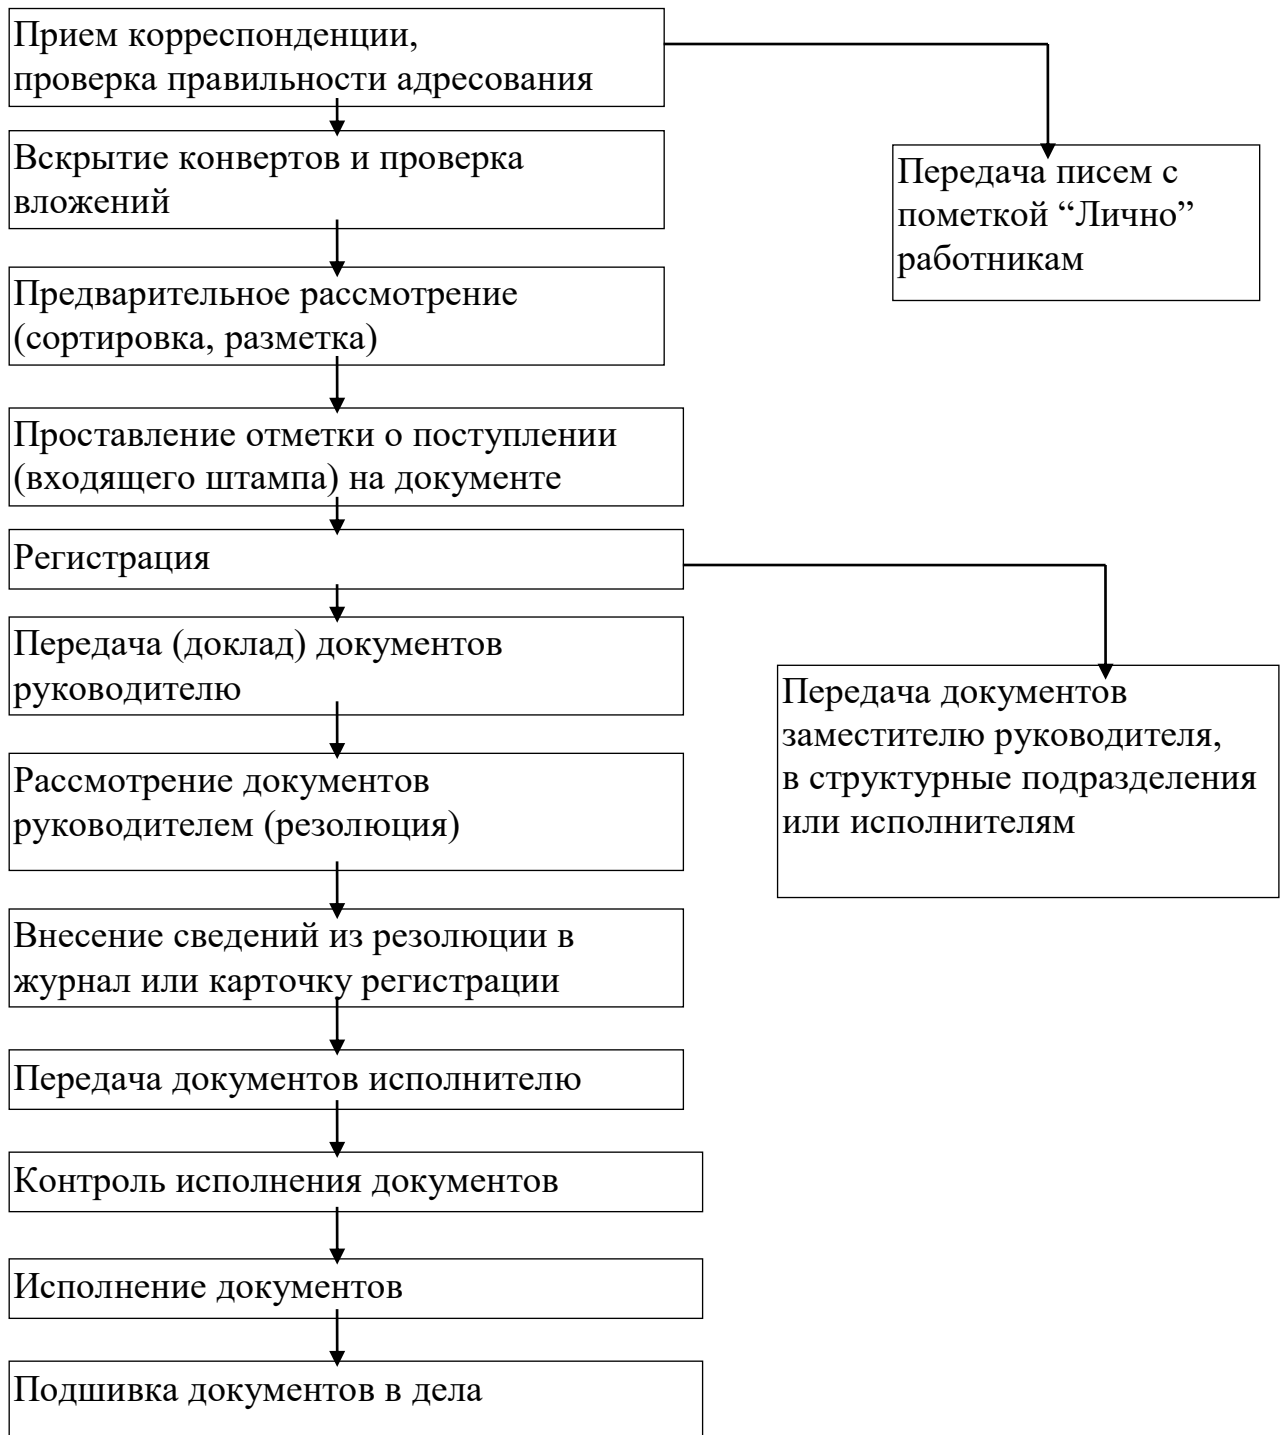 Прием корреспонденции,
проверка правильности адресования
Вскрытие конвертов и проверка
вложений
Передача писем с
пометкой “Лично”
работникам
Предварительное рассмотрение
(сортировка, разметка)
Проставление отметки о поступлении
(входящего штампа) на документе
Регистрация
Передача (доклад) документов
руководителю
Передача документов
заместителю руководителя,
в структурные подразделения
или исполнителям
Рассмотрение документов
руководителем (резолюция)
Внесение сведений из резолюции в
журнал или карточку регистрации
Передача документов исполнителю
Контроль исполнения документов
Исполнение документов
Подшивка документов в дела